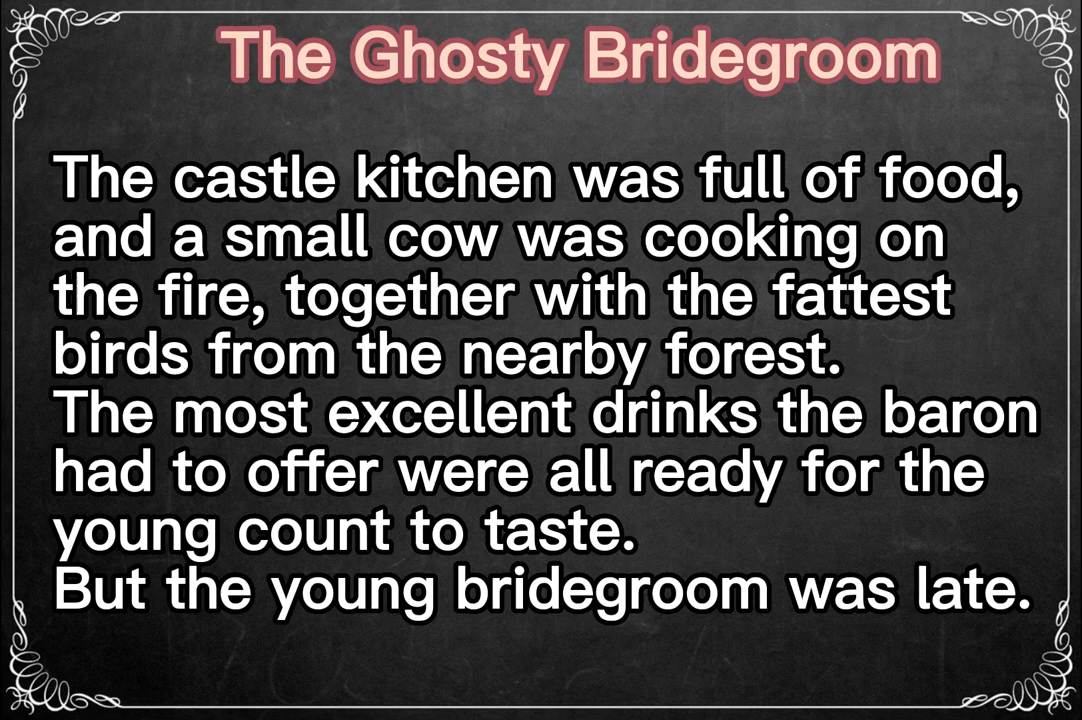 The Ghosty Bridegroom
The castle kitchen was full of food,
and a small cow was cooking on
the fire, together with the fattest
birds from the nearby forest.
The most excellent drinks the baron
had to offer were all ready for the
young count to taste.
But the young bridegroom was late.